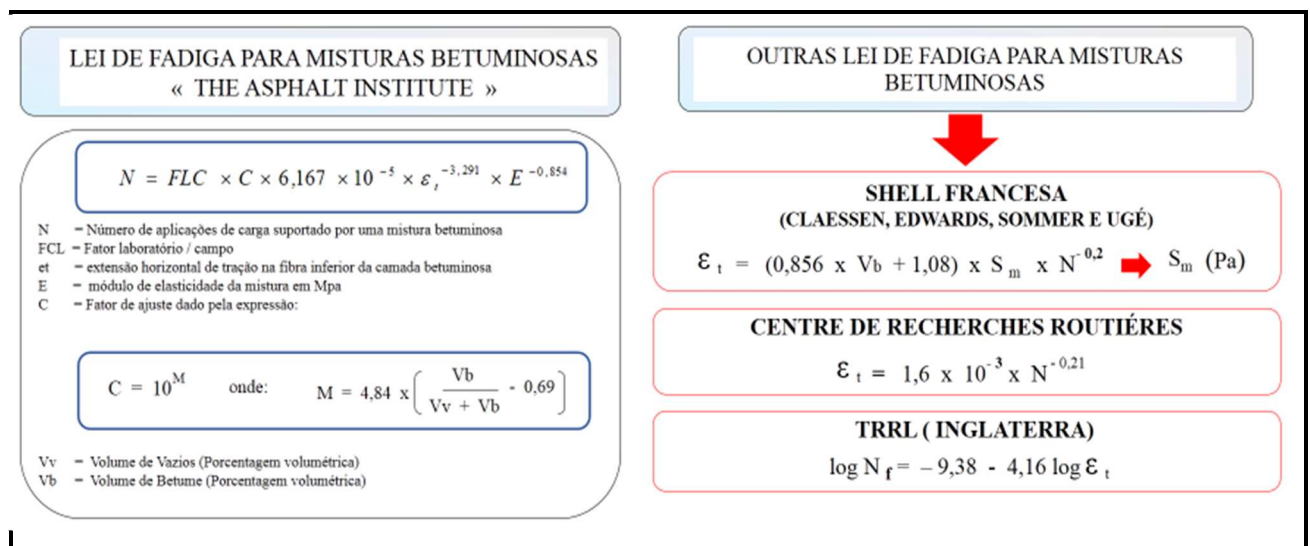 LEI DE FADIGA PARA MISTURAS BETUMINOSAS
« THE ASPHALT INSTITUTE »
N = FLC × C × 6,167 × 10⁻⁵ × ε_t^{-3,291} × E^{-0,854}
N = Número de aplicações de carga suportado por uma mistura betuminosa
FCL = Fator laboratório / campo
et = extensão horizontal de tração na fibra inferior da camada betuminosa
E = módulo de elasticidade da mistura em Mpa
C = Fator de ajuste dado pela expressão:
C = 10^M onde: M = 4,84 x ( Vb / (Vv + Vb) - 0,69 )
Vv = Volume de Vazios (Porcentagem volumétrica)
Vb = Volume de Betume (Porcentagem volumétrica)
OUTRAS LEI DE FADIGA PARA MISTURAS
BETUMINOSAS
SHELL FRANCESA
(CLAESSEN, EDWARDS, SOMMER E UGÉ)
ε_t = (0,856 x Vb + 1,08) x S_m x N^{-0,2} S_m (Pa)
CENTRE DE RECHERCHES ROUTIÉRES
ε_t = 1,6 x 10^{-3} x N^{-0,21}
TRRL ( INGLATERRA)
log N_f = – 9,38 - 4,16 log ε_t